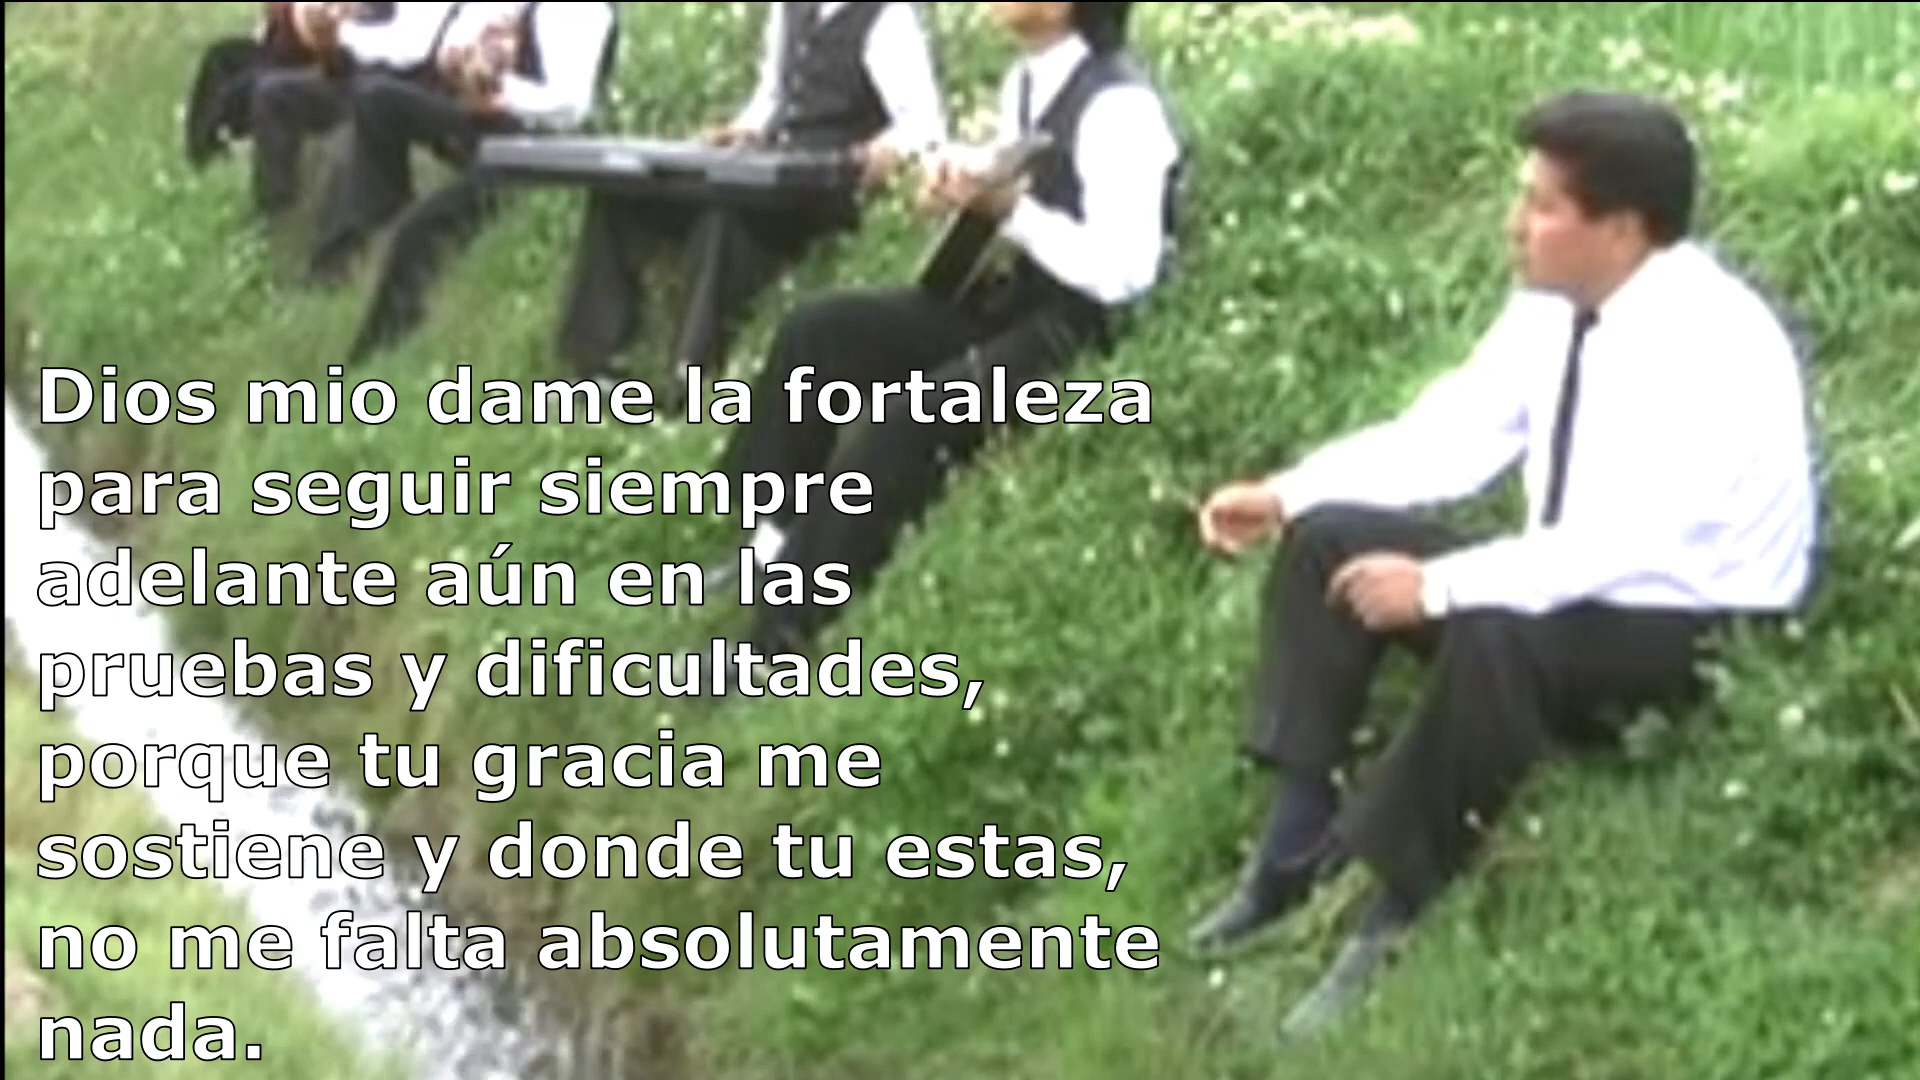 Dios mio dame la fortaleza
para seguir siempre
adelante aún en las
pruebas y dificultades,
porque tu gracia me
sostiene y donde tu estas,
no me falta absolutamente
nada.